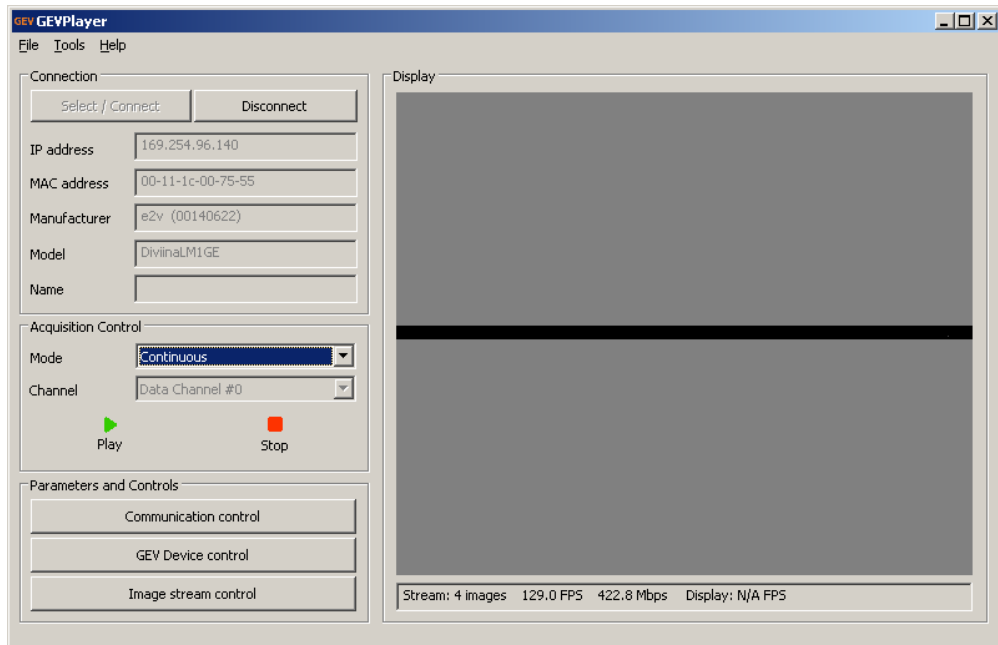 GEV GEVPlayer
File Tools Help
Connection
Select / Connect Disconnect
IP address 169.254.96.140
MAC address 00-11-1c-00-75-55
Manufacturer e2v (00140622)
Model DiviinaLM1GE
Name
Acquisition Control
Mode Continuous
Channel Data Channel #0
Play Stop
Parameters and Controls
Communication control
GEV Device control
Image stream control
Display
Stream: 4 images 129.0 FPS 422.8 Mbps Display: N/A FPS